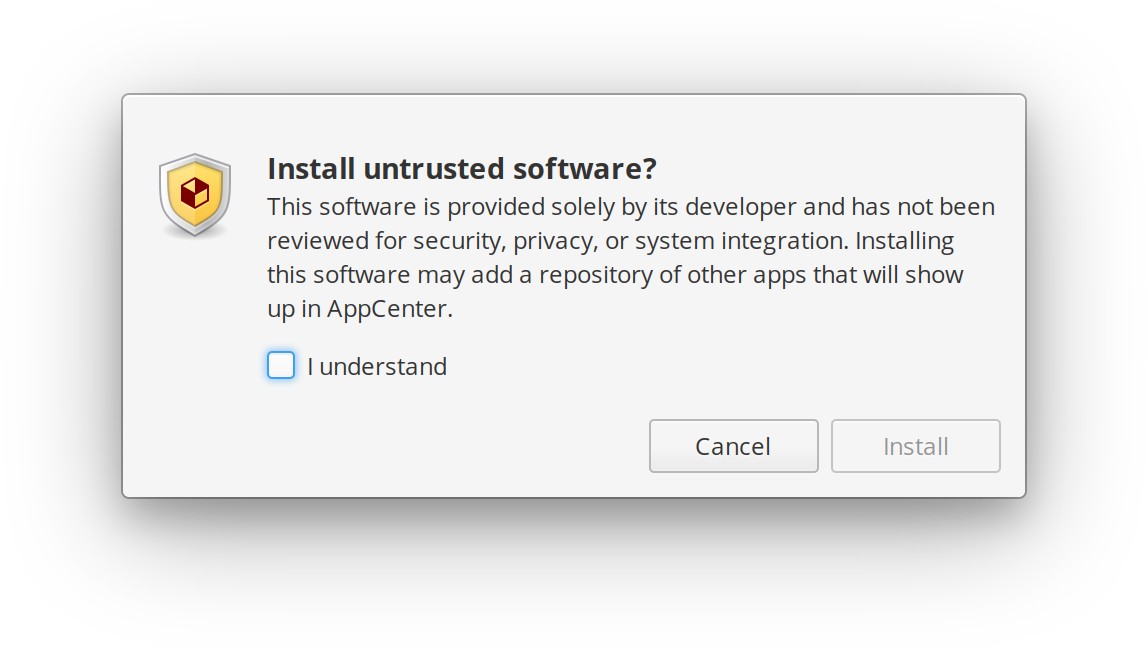 Install untrusted software?
This software is provided solely by its developer and has not been
reviewed for security, privacy, or system integration. Installing
this software may add a repository of other apps that will show
up in AppCenter.
I understand
Cancel
Install